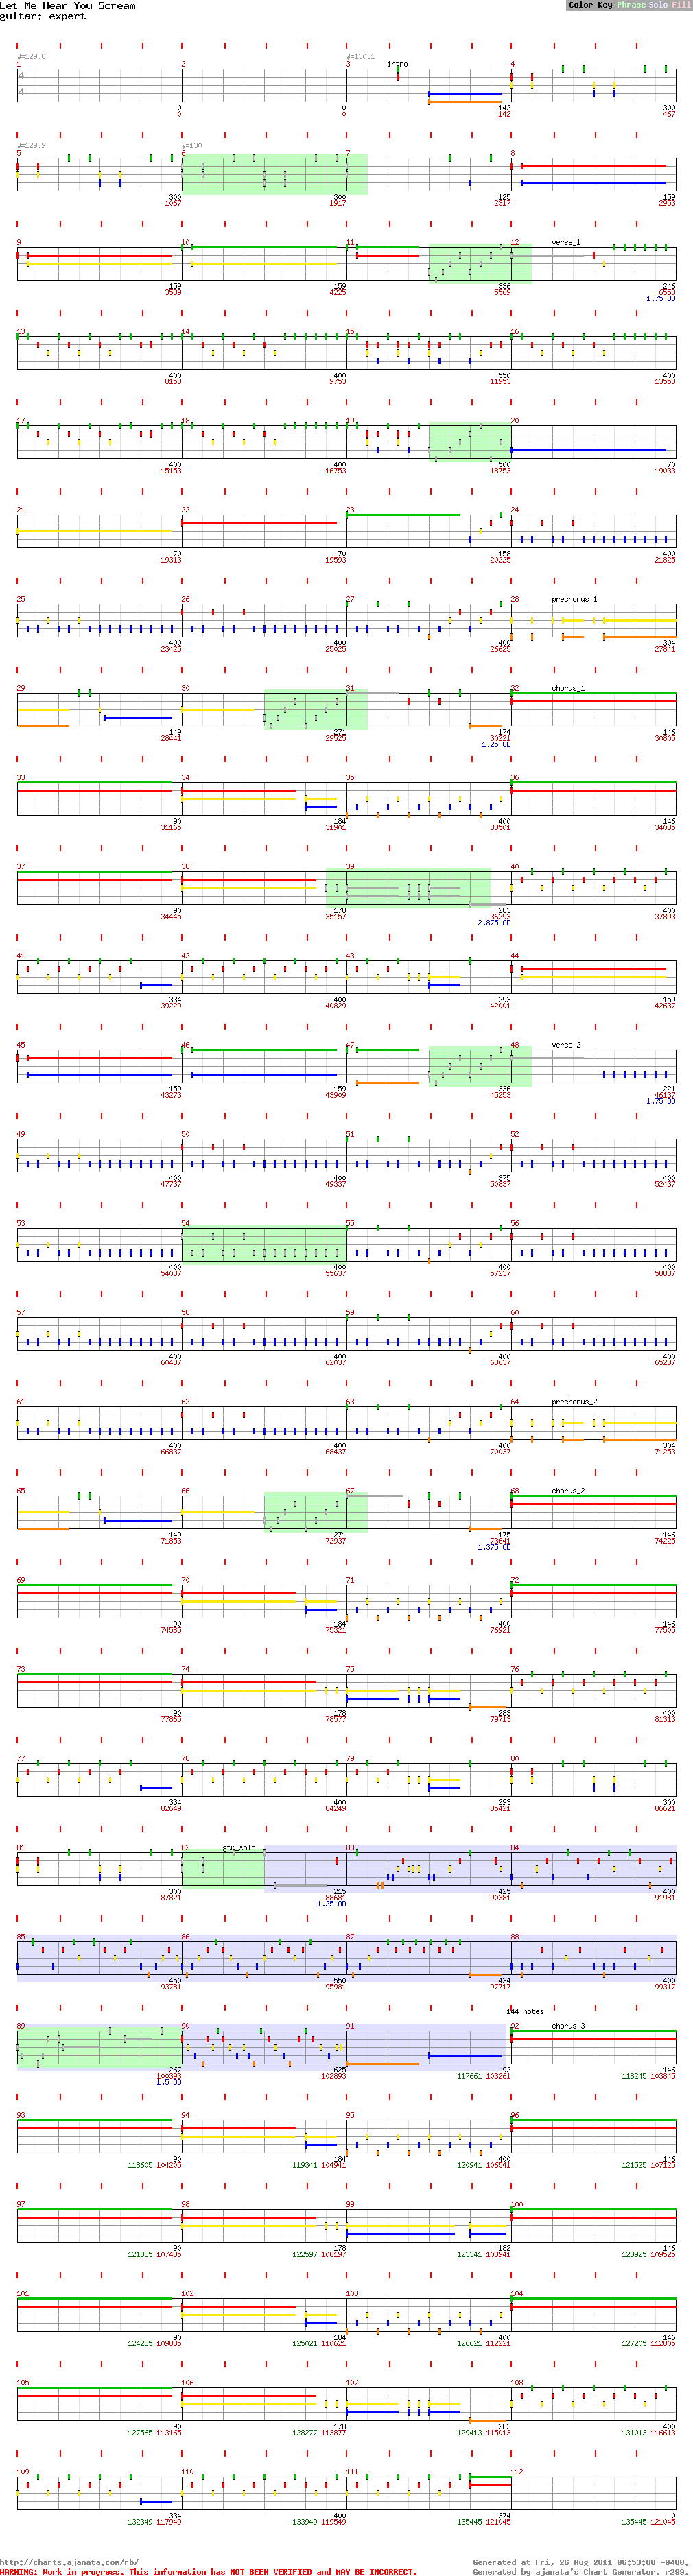 Let Me Hear You Scream
Color Key Phrase Solo Fill
guitar: expert
♩=129.8 ♩=130.1
1 2 3 intro 4
4
4
0 0 142 300
0 0 142 467
♩=129.9 ♩=130
5 6 7 8
300 300 125 159
1067 1917 2317 2953
9 10 11 12 verse_1
159 159 336 246
3589 4225 5569 6553
1.75 OD
13 14 15 16
400 400 550 400
8153 9753 11953 13553
17 18 19 20
400 400 500 70
15153 16753 18753 19033
21 22 23 24
70 70 158 400
19313 19593 20225 21825
25 26 27 28 prechorus_1
400 400 400 304
23425 25025 26625 27841
29 30 31 32 chorus_1
149 271 174 146
28441 29525 30221 30805
1.25 OD
33 34 35 36
90 184 400 146
31165 31901 33501 34085
37 38 39 40
90 178 283 400
34445 35157 36293 37893
2.875 OD
41 42 43 44
334 400 293 159
39229 40829 42001 42637
45 46 47 48 verse_2
159 159 336 221
43273 43909 45253 46137
1.75 OD
49 50 51 52
400 400 375 400
47737 49337 50837 52437
53 54 55 56
400 400 400 400
54037 55637 57237 58837
57 58 59 60
400 400 400 400
60437 62037 63637 65237
61 62 63 64 prechorus_2
400 400 400 304
66837 68437 70037 71253
65 66 67 68 chorus_2
149 271 175 146
71853 72937 73641 74225
1.375 OD
69 70 71 72
90 184 400 146
74585 75321 76921 77505
73 74 75 76
90 178 283 400
77865 78577 79713 81313
77 78 79 80
334 400 293 300
82649 84249 85421 86621
81 82 gtr_solo 83 84
300 215 425 400
87821 88681 90381 91981
1.25 OD
85 86 87 88
450 550 434 400
93781 95981 97717 99317
144 notes
89 90 91 92 chorus_3
267 625 92 146
100393 102893 117661 103261 118245 103845
1.5 OD
93 94 95 96
90 184 400 146
118605 104205 119341 104941 120941 106541 121525 107125
97 98 99 100
90 178 182 146
121885 107485 122597 108197 123341 108941 123925 109525
101 102 103 104
90 184 400 146
124285 109885 125021 110621 126621 112221 127205 112805
105 106 107 108
90 178 283 400
127565 113165 128277 113877 129413 115013 131013 116613
109 110 111 112
334 400 374 0
132349 117949 133949 119549 135445 121045 135445 121045
http://charts.ajanata.com/rb/
Generated at Fri, 26 Aug 2011 06:53:08 -0400.
WARNING: Work in progress. This information has NOT BEEN VERIFIED and MAY BE INCORRECT.
Generated by ajanata's Chart Generator, r299.